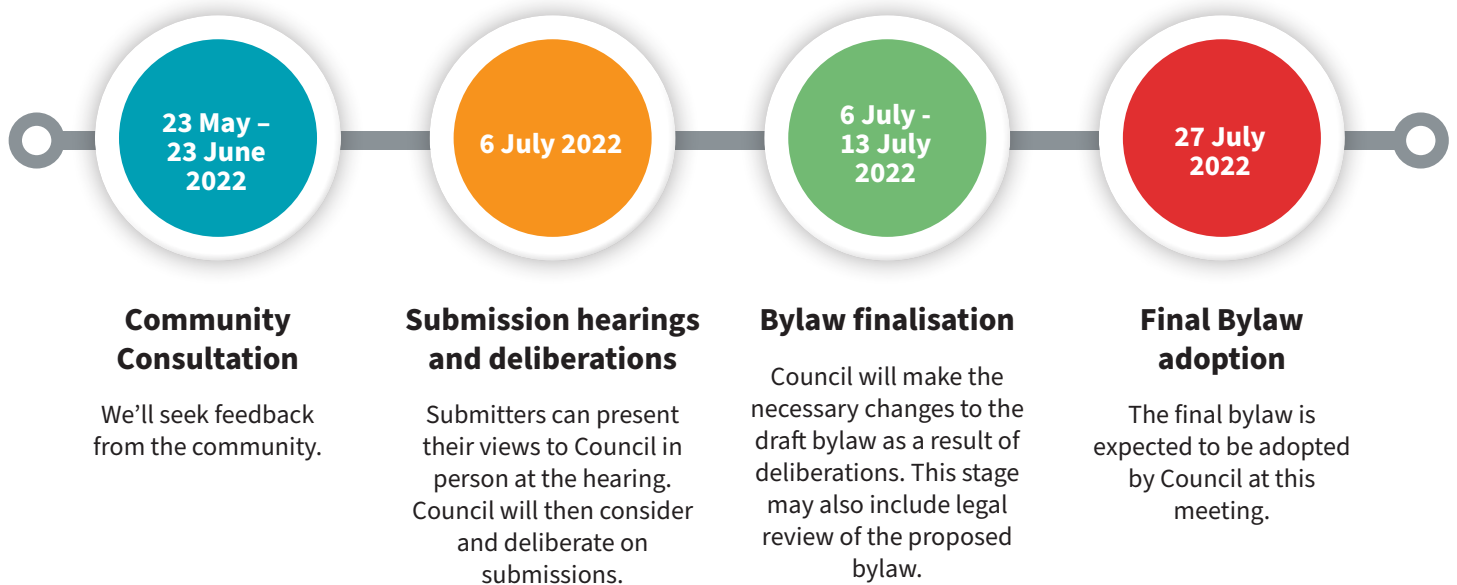 23 May –
23 June
2022
Community
Consultation
We’ll seek feedback
from the community.
6 July 2022
Submission hearings
and deliberations
Submitters can present
their views to Council in
person at the hearing.
Council will then consider
and deliberate on
submissions.
6 July -
13 July
2022
Bylaw finalisation
Council will make the
necessary changes to the
draft bylaw as a result of
deliberations. This stage
may also include legal
review of the proposed
bylaw.
27 July
2022
Final Bylaw
adoption
The final bylaw is
expected to be adopted
by Council at this
meeting.